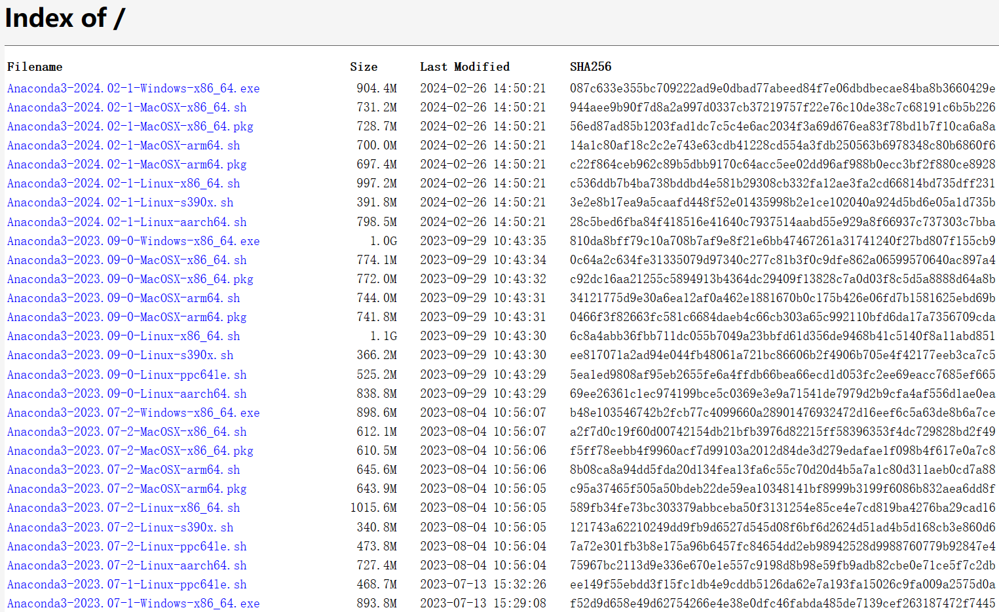 Index of /
Filename Size Last Modified SHA256
Anaconda3-2024.02-1-Windows-x86_64.exe 904.4M 2024-02-26 14:50:21 087c633e355bc709222ad9e0dbad77abeed84f7e06dbdbecae84ba8b3660429e
Anaconda3-2024.02-1-MacOSX-x86_64.sh 731.2M 2024-02-26 14:50:21 944aee9b90f7d8a2a997d0337cb37219757f22e76c10de38c7c68191c6b5b226
Anaconda3-2024.02-1-MacOSX-x86_64.pkg 728.7M 2024-02-26 14:50:21 56ed87ad85b1203fad1dc7c5c4e6ac2034f3a69d676ea83f78bd1b7f10ca6a8a
Anaconda3-2024.02-1-MacOSX-arm64.sh 700.0M 2024-02-26 14:50:21 14a1c80af18c2c2e743e63cdb41228cd554a3fdb250563b6978348c80b6860f6
Anaconda3-2024.02-1-MacOSX-arm64.pkg 697.4M 2024-02-26 14:50:21 c22f864ceb962c89b5dbb9170c64acc5ee02dd96af988b0ecc3bf2f880ce8928
Anaconda3-2024.02-1-Linux-x86_64.sh 997.2M 2024-02-26 14:50:21 c536ddb7b4ba738bddbd4e581b29308cb332fa12ae3fa2cd66814bd735dff231
Anaconda3-2024.02-1-Linux-s390x.sh 391.8M 2024-02-26 14:50:21 3e2e8b17ea9a5caafd448f52e01435998b2e1ce102040a924d5bd6e05a1d735b
Anaconda3-2024.02-1-Linux-aarch64.sh 798.5M 2024-02-26 14:50:21 28c5bed6fba84f418516e41640c7937514aabd55e929a8f66937c737303c7bba
Anaconda3-2023.09-0-Windows-x86_64.exe 1.0G 2023-09-29 10:43:35 810da8bff79c10a708b7af9e8f21e6bb47467261a31741240f27bd807f155cb9
Anaconda3-2023.09-0-MacOSX-x86_64.sh 774.1M 2023-09-29 10:43:34 0c64a2c634fe31335079d97340c277c81b3f0c9dfe862a06599570640ac897a4
Anaconda3-2023.09-0-MacOSX-x86_64.pkg 772.0M 2023-09-29 10:43:32 c92dc16aa21255c5894913b4364dc29409f13828c7a0d03f8c5d5a8888d64a8b
Anaconda3-2023.09-0-MacOSX-arm64.sh 744.0M 2023-09-29 10:43:31 34121775d9e30a6ea12af0a462e1881670b0c175b426e06fd7b1581625ebd69b
Anaconda3-2023.09-0-MacOSX-arm64.pkg 741.8M 2023-09-29 10:43:31 0466f3f82663fc581c6684daeb4c66cb303a65c992110bfd6da17a7356709cda
Anaconda3-2023.09-0-Linux-x86_64.sh 1.1G 2023-09-29 10:43:30 6c8a4abb36fbb711dc055b7049a23bbfd61d356de9468b41c5140f8a11abd851
Anaconda3-2023.09-0-Linux-s390x.sh 366.2M 2023-09-29 10:43:30 ee817071a2ad94e044fb48061a721bc86606b2f4906b705e4f42177eeb3ca7c5
Anaconda3-2023.09-0-Linux-ppc64le.sh 525.2M 2023-09-29 10:43:29 5ea1ed9808af95eb2655fe6a4ffdb66bea66ecd1d053fc2ee69eacc7685ef665
Anaconda3-2023.09-0-Linux-aarch64.sh 838.8M 2023-09-29 10:43:29 69ee26361c1ec974199bce5c0369e3e9a71541de7979d2b9cfa4af556d1ae0ea
Anaconda3-2023.07-2-Windows-x86_64.exe 898.6M 2023-08-04 10:56:07 b48e103546742b2fcb77c4099660a28901476932472d16eef6c5a63de8b6a7ce
Anaconda3-2023.07-2-MacOSX-x86_64.sh 612.1M 2023-08-04 10:56:07 a2f7d0c19f60d00742154db21bfb3976d82215ff58396353f4dc729828bd2f49
Anaconda3-2023.07-2-MacOSX-x86_64.pkg 610.5M 2023-08-04 10:56:06 f5ff78eebb4f9960acf7d99103a2012d84de3d279edafae1f098b4f617e0a7c8
Anaconda3-2023.07-2-MacOSX-arm64.sh 645.6M 2023-08-04 10:56:06 8b08ca8a94dd5fda20d134fea13fa6c55c70d20d4b5a7a1c80d311aeb0cd7a88
Anaconda3-2023.07-2-MacOSX-arm64.pkg 643.9M 2023-08-04 10:56:05 c95a37465f505a50bdeb22de59ea10348141bf8999b3199f6086b832aea6dd8f
Anaconda3-2023.07-2-Linux-x86_64.sh 1015.6M 2023-08-04 10:56:05 589fb34fe73bc303379abbceba50f3131254e85ce4e7cd819ba4276ba29cad16
Anaconda3-2023.07-2-Linux-s390x.sh 340.8M 2023-08-04 10:56:05 121743a62210249dd9fb9d6527d545d08f6bf6d2624d51ad4b5d168cb3e860d6
Anaconda3-2023.07-2-Linux-ppc64le.sh 473.8M 2023-08-04 10:56:04 7a72e301fb3b8e175a96b6457fc84654dd2eb98942528d9988760779b92847e4
Anaconda3-2023.07-2-Linux-aarch64.sh 727.4M 2023-08-04 10:56:04 75967bc2113d9e336e670e1e557c9198d8b98e59fb9adb82cbe0e71ce5f7c2db
Anaconda3-2023.07-1-Linux-ppc64le.sh 468.7M 2023-07-13 15:32:26 ee149f55ebdd3f15fc1db4e9cddb5126da62e7a193fa15026c9fa009a2575d0a
Anaconda3-2023.07-1-Windows-x86_64.exe 893.8M 2023-07-13 15:29:08 f52d9d658e49d62754266e4e38e0dfc46fabda485de7139cef263187472f7445